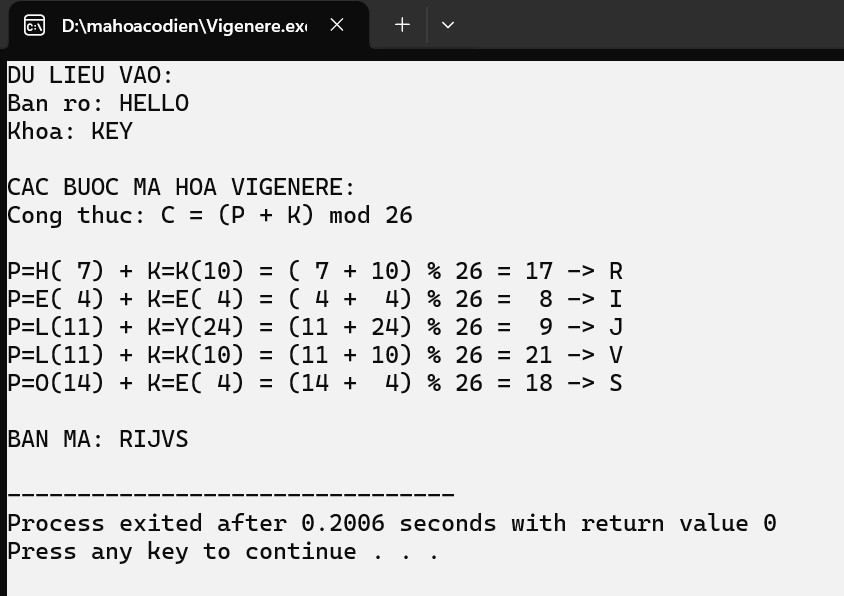 D:\mahoacodien\Vigenere.exe
DU LIEU VAO:
Ban ro: HELLO
Khoa: KEY
CAC BUOC MA HOA VIGENERE:
Cong thuc: C = (P + K) mod 26
P=H( 7) + K=K(10) = ( 7 + 10) % 26 = 17 -> R
P=E( 4) + K=E( 4) = ( 4 +  4) % 26 =  8 -> I
P=L(11) + K=Y(24) = (11 + 24) % 26 =  9 -> J
P=L(11) + K=K(10) = (11 + 10) % 26 = 21 -> V
P=O(14) + K=E( 4) = (14 +  4) % 26 = 18 -> S
BAN MA: RIJVS
--------------------------------
Process exited after 0.2006 seconds with return value 0
Press any key to continue . . .